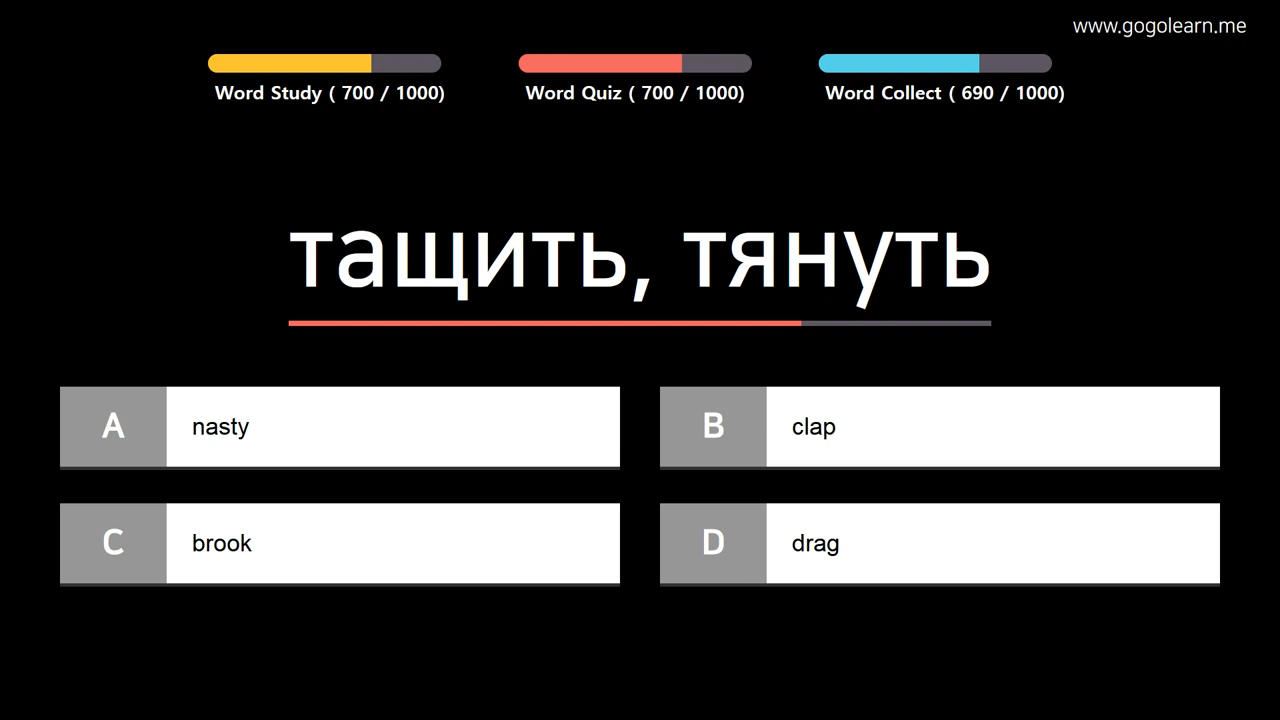 www.gogolearn.me
Word Study ( 700 / 1000)
Word Quiz ( 700 / 1000)
Word Collect ( 690 / 1000)
тащить, тянуть
A nasty
B clap
C brook
D drag